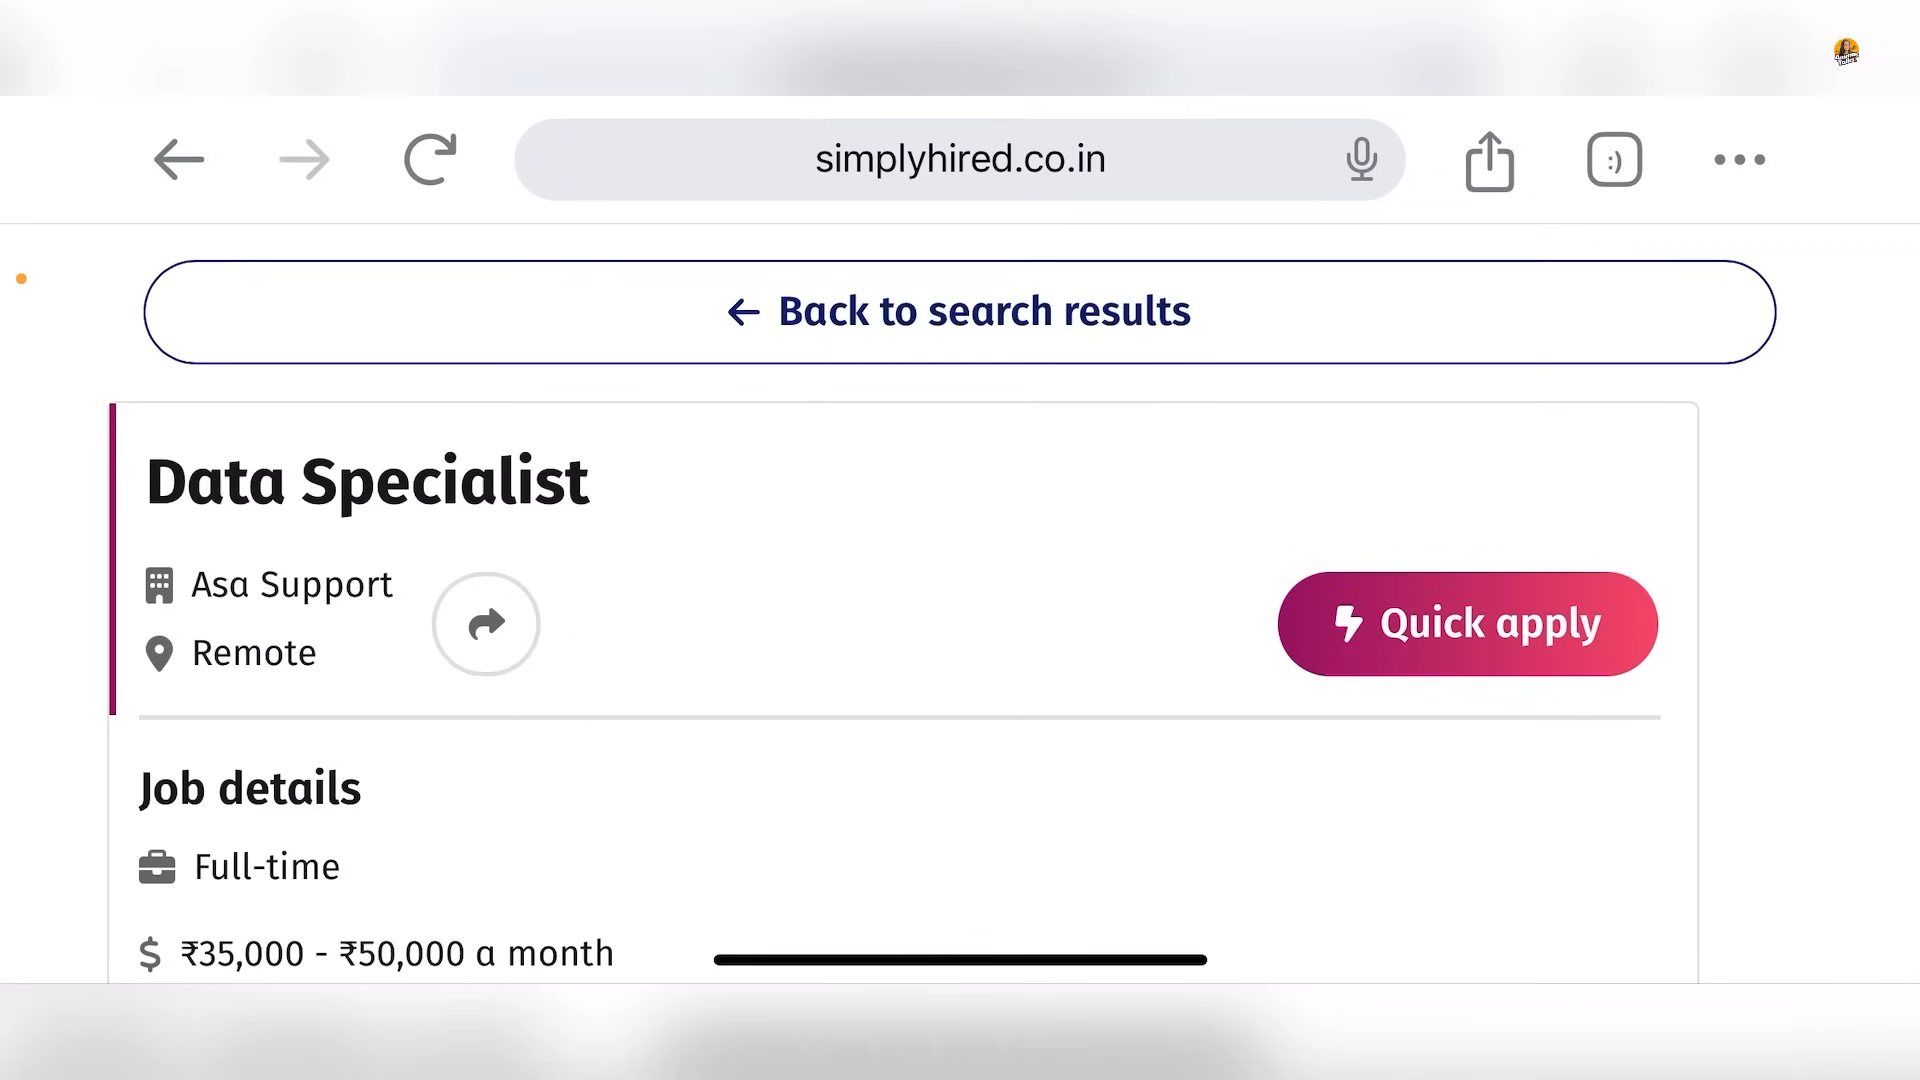 simplyhired.co.in
:)
← Back to search results
Data Specialist
Asa Support
Remote
Quick apply
Job details
Full-time
$ ₹35,000 - ₹50,000 a month